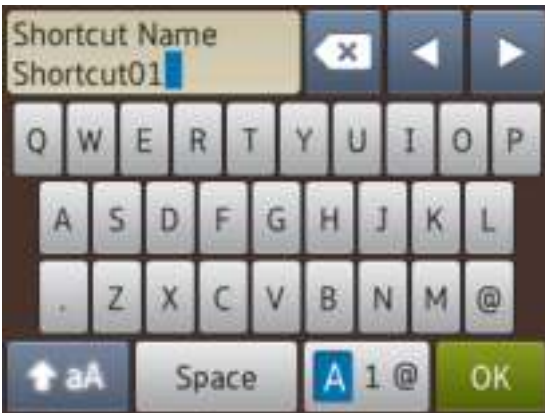 Shortcut Name
Shortcut01
Q W E R T Y U I O P
A S D F G H J K L
. Z X C V B N M @
aA Space A 1 @ OK